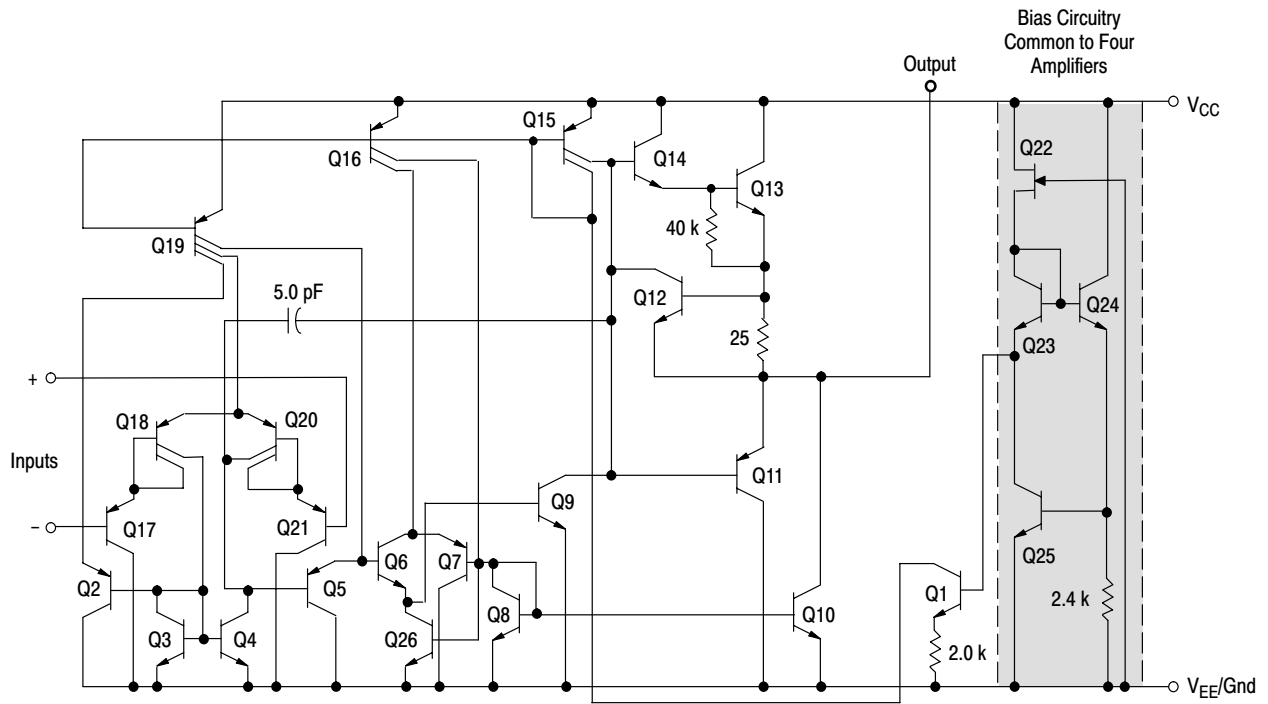 Bias Circuitry
Common to Four
Amplifiers
Output
VCC
Q15
Q16
Q14
Q22
Q13
Q19
40 k
5.0 pF
Q12
Q24
25
Q23
+
Q18
Q20
Inputs
Q11
Q9
−
Q17
Q21
Q6
Q7
Q25
Q2
Q5
Q1
2.4 k
Q3
Q4
Q8
Q10
Q26
2.0 k
VEE/Gnd